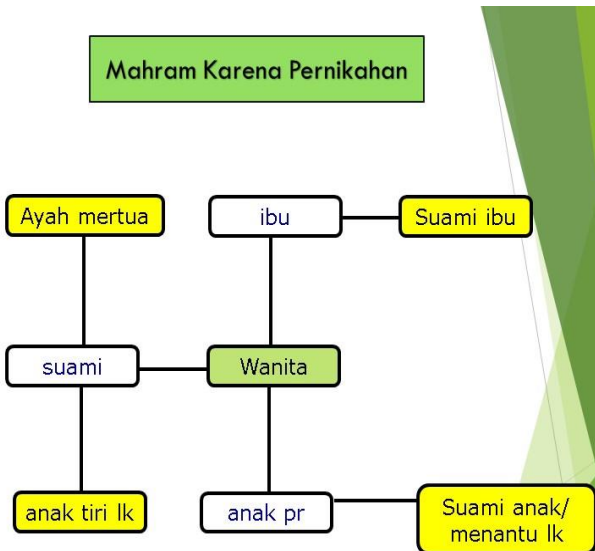 Mahram Karena Pernikahan
Ayah mertua
ibu
Suami ibu
suami
Wanita
anak tiri lk
anak pr
Suami anak/
menantu lk